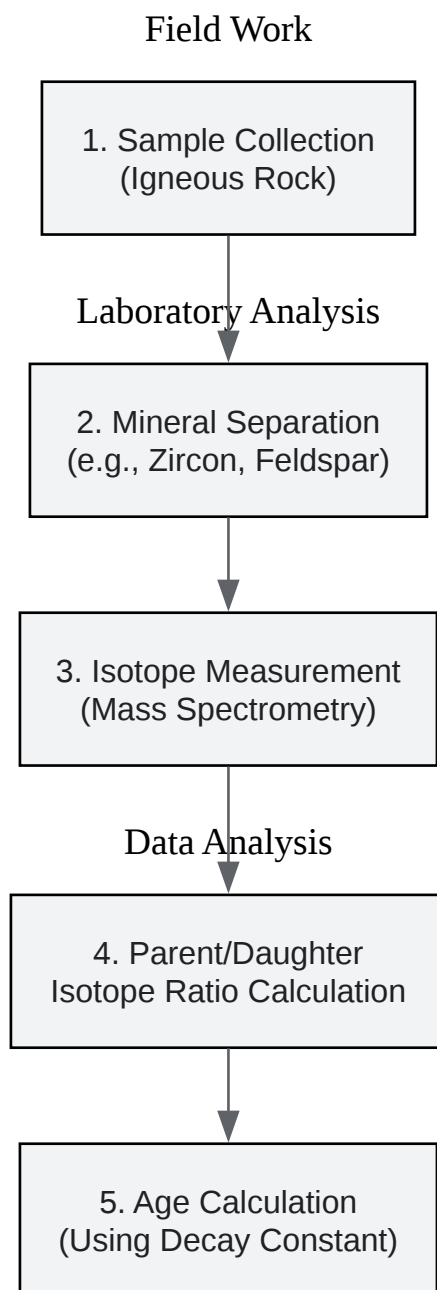 Field Work
1. Sample Collection
(Igneous Rock)
Laboratory Analysis
2. Mineral Separation
(e.g., Zircon, Feldspar)
3. Isotope Measurement
(Mass Spectrometry)
Data Analysis
4. Parent/Daughter
Isotope Ratio Calculation
5. Age Calculation
(Using Decay Constant)